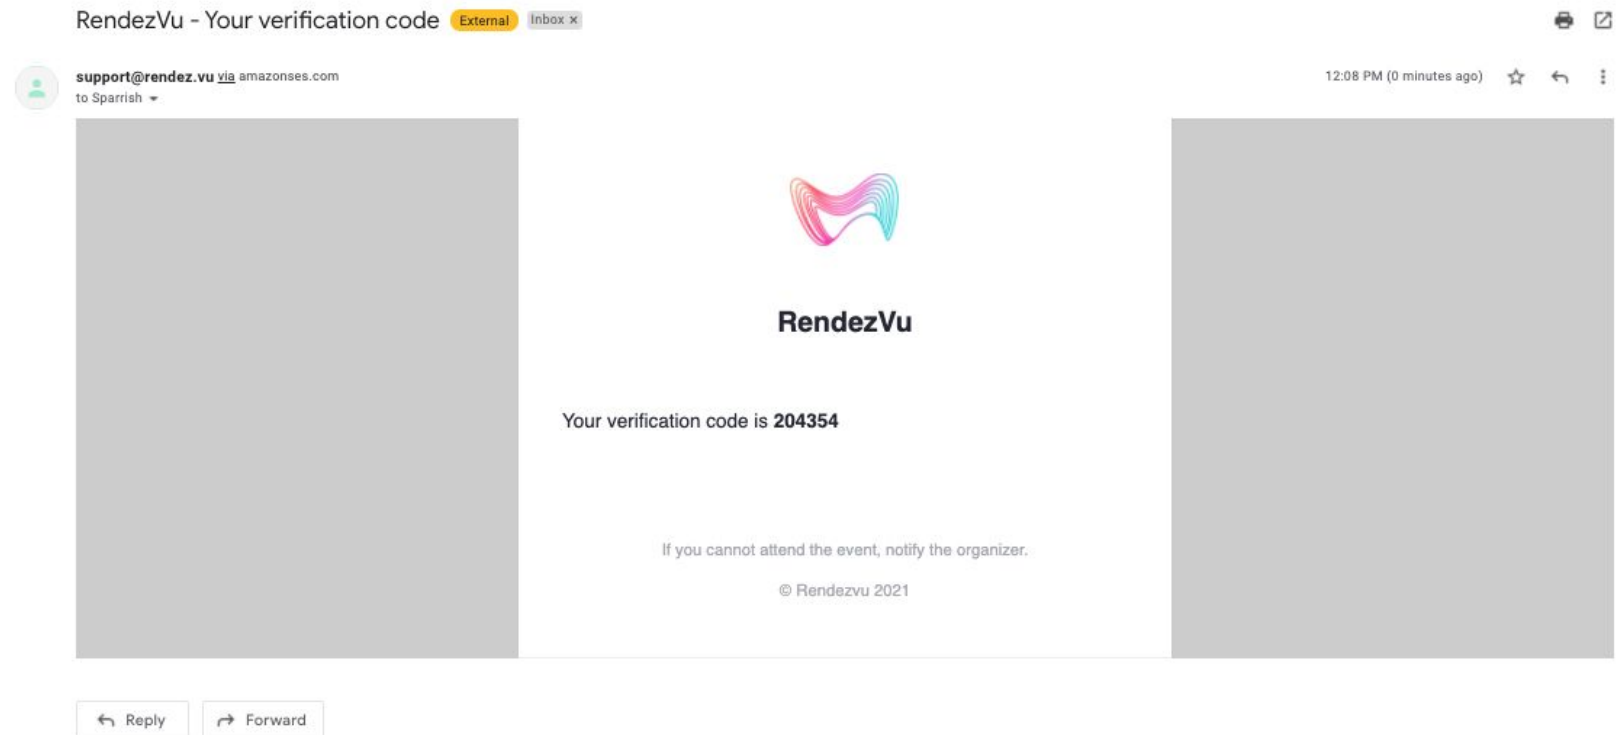 RendezVu - Your verification code External Inbox x
support@rendez.vu via amazonses.com 12:08 PM (0 minutes ago)
to Sparrish
RendezVu
Your verification code is 204354
If you cannot attend the event, notify the organizer.
© Rendezvu 2021
Reply Forward